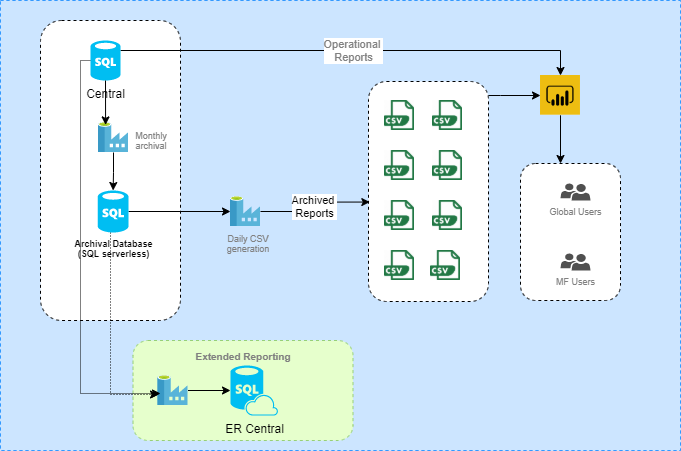 Operational
Reports
SQL
Central
Monthly
archival
CSV
CSV
CSV
CSV
SQL
Archived
Reports
CSV
CSV
Global Users
Archival Database
(SQL serverless)
Daily CSV
generation
CSV
CSV
MF Users
Extended Reporting
SQL
ER Central